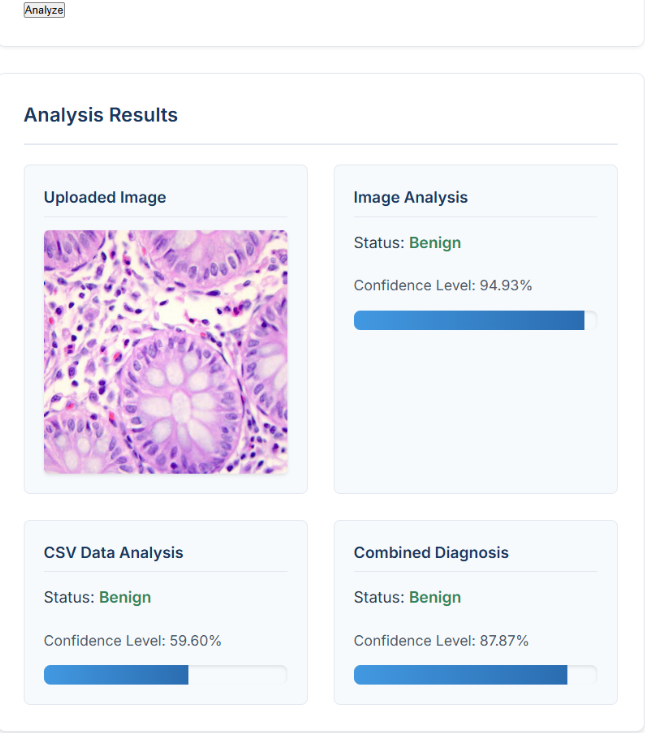 Analyze
Analysis Results
Uploaded Image
Image Analysis
Status: Benign
Confidence Level: 94.93%
CSV Data Analysis
Status: Benign
Confidence Level: 59.60%
Combined Diagnosis
Status: Benign
Confidence Level: 87.87%